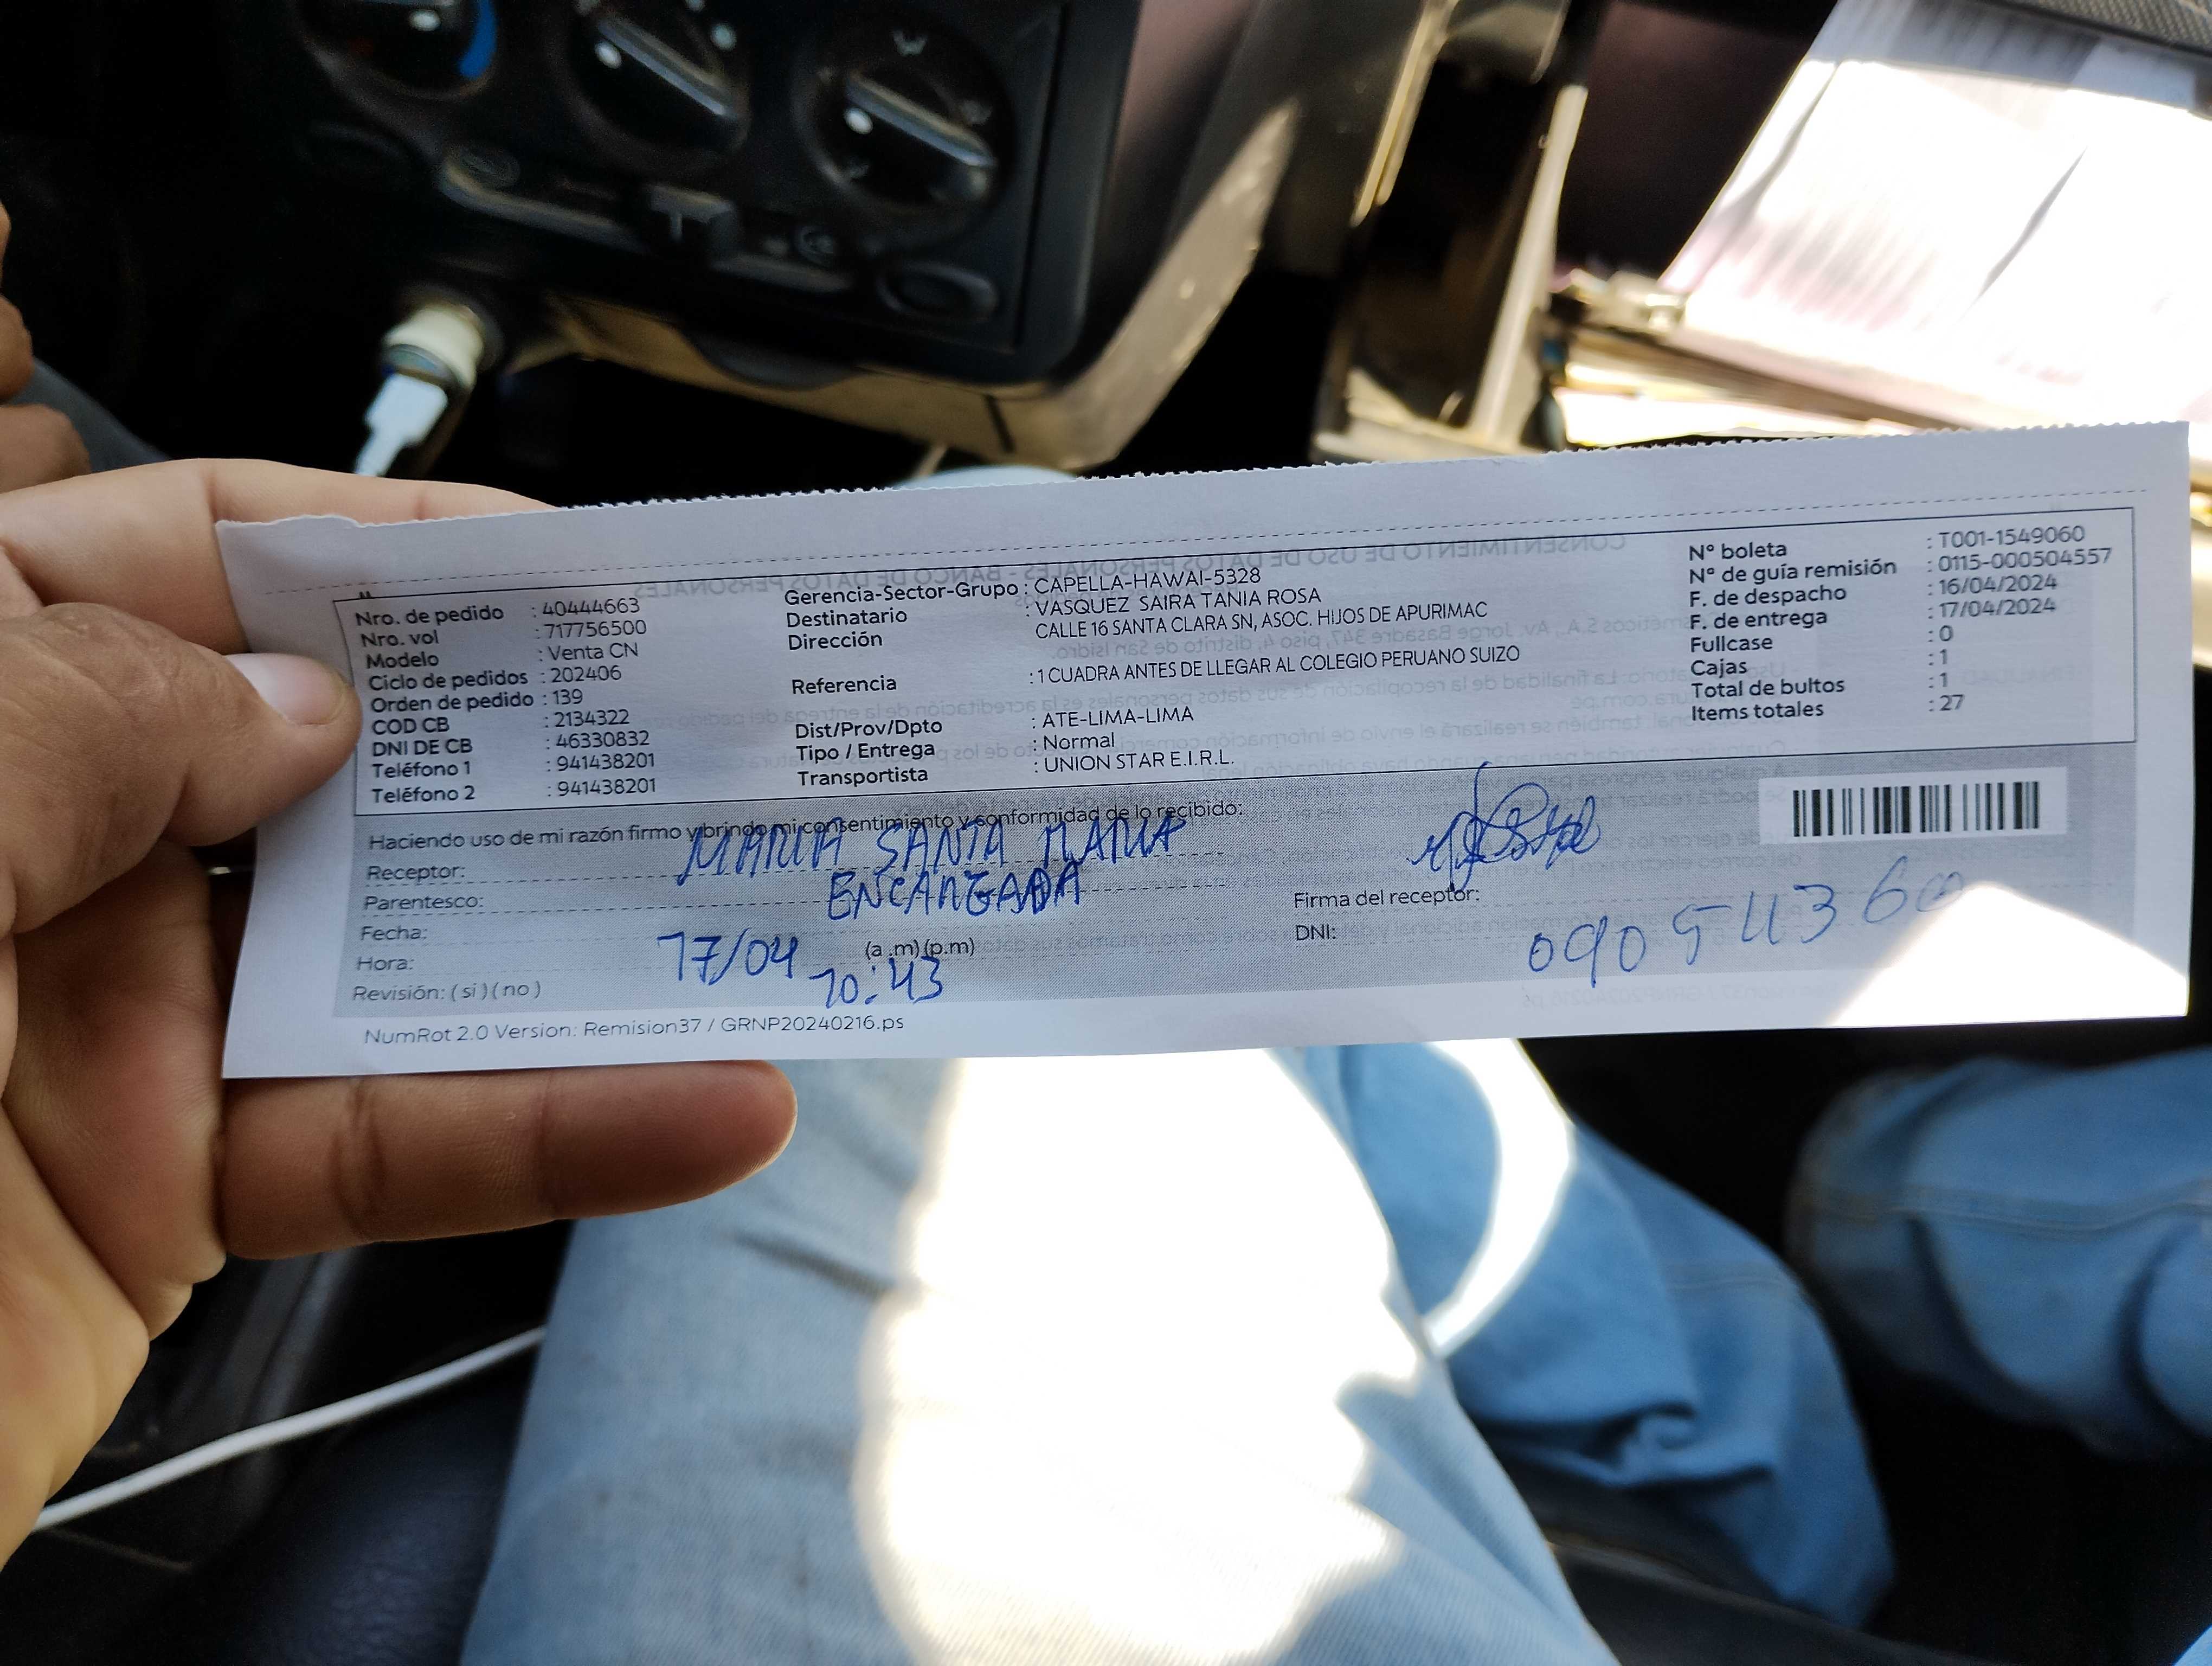 Nro. de pedido : 40444663
Nro. vol : 717756500
Modelo : Venta CN
Ciclo de pedidos : 202406
Orden de pedido : 139
COD CB : 2134322
DNI DE CB : 46330832
Teléfono 1 : 941438201
Teléfono 2 : 941438201
Gerencia-Sector-Grupo : CAPELLA-HAWAI-5328
Destinatario : VASQUEZ SAIRA TANIA ROSA
Dirección CALLE 16 SANTA CLARA SN, ASOC. HIJOS DE APURIMAC
Referencia : 1 CUADRA ANTES DE LLEGAR AL COLEGIO PERUANO SUIZO
Dist/Prov/Dpto : ATE-LIMA-LIMA
Tipo / Entrega : Normal
Transportista : UNION STAR E.I.R.L.
N° boleta : T001-1549060
N° de guía remisión : 0115-000504557
F. de despacho : 16/04/2024
F. de entrega : 17/04/2024
Fullcase : 0
Cajas : 1
Total de bultos : 1
Items totales : 27
Haciendo uso de mi razón firmo y brindo mi consentimiento y conformidad de lo recibido:
Receptor: MARIA SANTA MARIA
Parentesco: ENCARGADA
Fecha: 17/04
Hora: (a .m) (p.m) 10:43
Revisión: ( si ) ( no )
Firma del receptor:
DNI:
NumRot 2.0 Version: Remision37 / GRNP20240216.ps